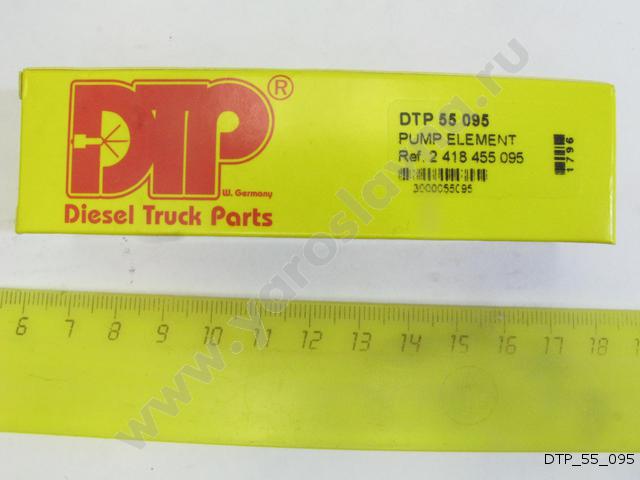 DTP®
W. Germany
Diesel Truck Parts
DTP 55 095
PUMP ELEMENT
Ref. 2 418 455 095
3000055095
1796
6 7 8 9 10 11 12 13 14 15 16 17 18
www.yaroslavia.ru
DTP_55_095